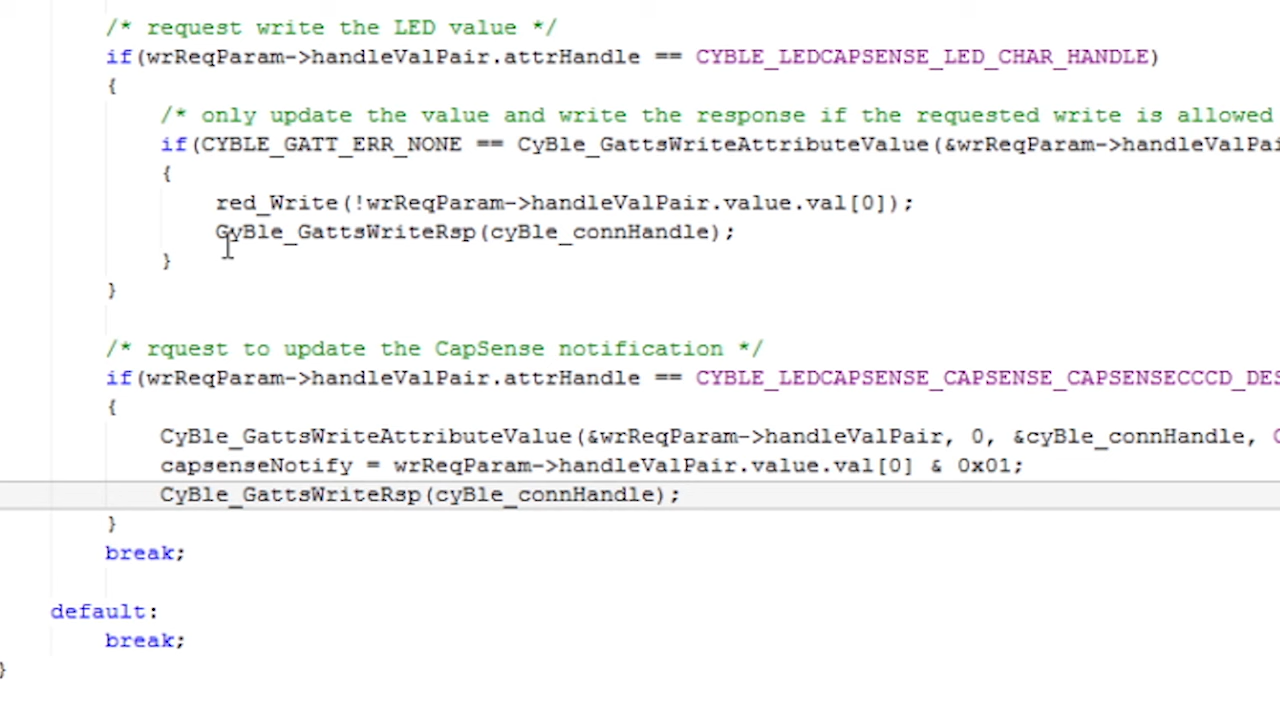 /* request write the LED value */
if(wrReqParam->handleValPair.attrHandle == CYBLE_LEDCAPSENSE_LED_CHAR_HANDLE)
{
/* only update the value and write the response if the requested write is allowed
if(CYBLE_GATT_ERR_NONE == CyBle_GattsWriteAttributeValue(&wrReqParam->handleValPai
{
red_Write(!wrReqParam->handleValPair.value.val[0]);
CyBle_GattsWriteRsp(cyBle_connHandle);
}
}
/* rquest to update the CapSense notification */
if(wrReqParam->handleValPair.attrHandle == CYBLE_LEDCAPSENSE_CAPSENSE_CAPSENSECCCD_DES
{
CyBle_GattsWriteAttributeValue(&wrReqParam->handleValPair, 0, &cyBle_connHandle,
capsenseNotify = wrReqParam->handleValPair.value.val[0] & 0x01;
CyBle_GattsWriteRsp(cyBle_connHandle);
}
break;
default:
break;
}